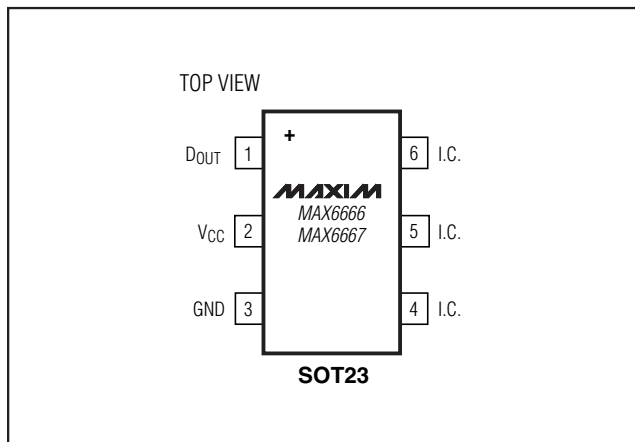 TOP VIEW
+
DOUT 1 6 I.C.
MAXIM
MAX6666
VCC 2 5 I.C.
MAX6667
GND 3 4 I.C.
SOT23